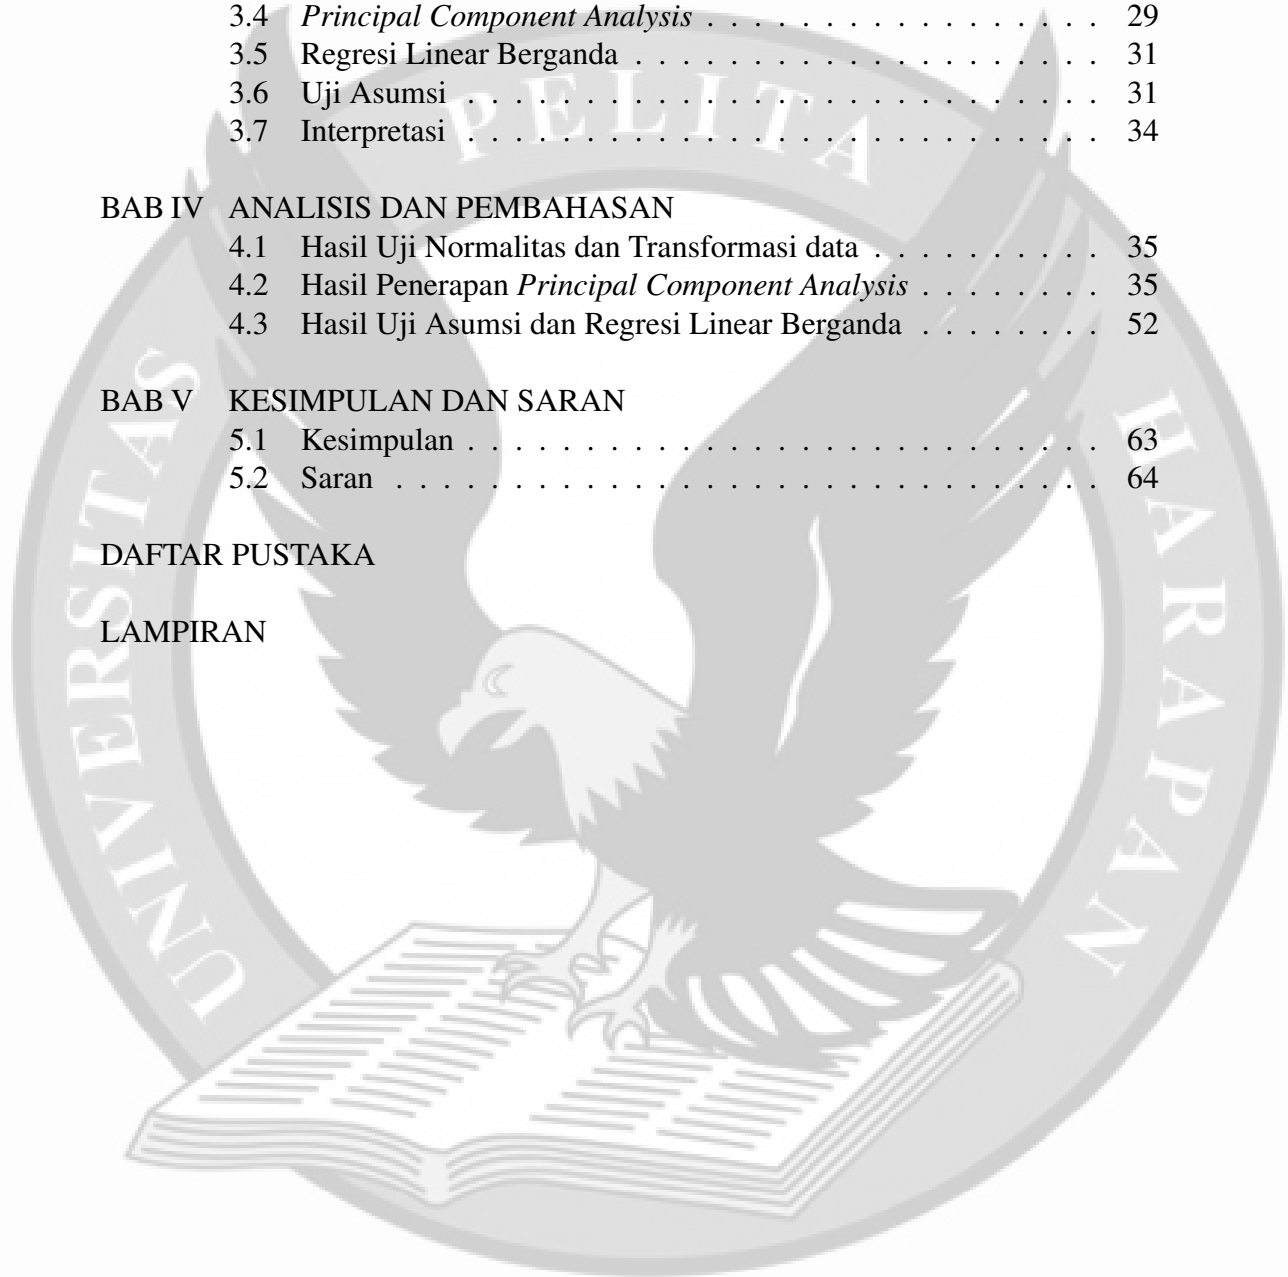 3.4 Principal Component Analysis . . . . . . . . . . . . . . . . . 29
3.5 Regresi Linear Berganda . . . . . . . . . . . . . . . . . . . . 31
3.6 Uji Asumsi . . . . . . . . . . . . . . . . . . . . . . . . . . . 31
3.7 Interpretasi . . . . . . . . . . . . . . . . . . . . . . . . . . . 34
BAB IV ANALISIS DAN PEMBAHASAN
4.1 Hasil Uji Normalitas dan Transformasi data . . . . . . . . . . 35
4.2 Hasil Penerapan Principal Component Analysis . . . . . . . . 35
4.3 Hasil Uji Asumsi dan Regresi Linear Berganda . . . . . . . . 52
BAB V KESIMPULAN DAN SARAN
5.1 Kesimpulan . . . . . . . . . . . . . . . . . . . . . . . . . . . 63
5.2 Saran . . . . . . . . . . . . . . . . . . . . . . . . . . . . . . 64
DAFTAR PUSTAKA
LAMPIRAN
UNIVERSITAS PELITA HARAPAN